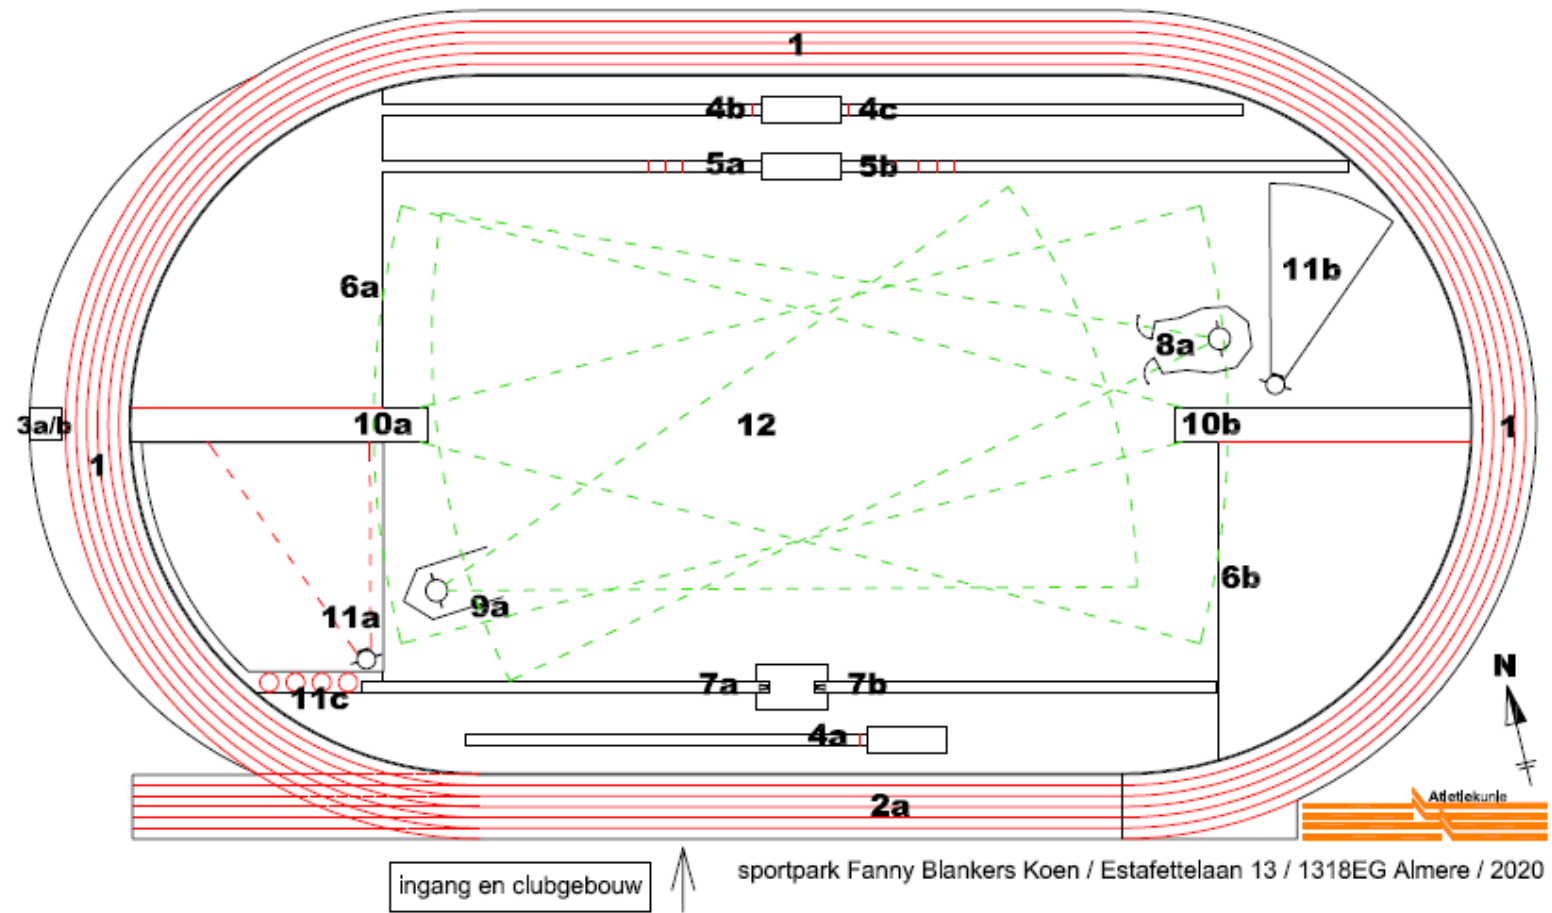 1
4b
4c
5a
5b
6a
11b
8a
3a/b
10a
12
10b
1
1
6b
11a
9a
11c
7a
7b
N
4a
2a
Atletiekunie
ingang en clubgebouw
sportpark Fanny Blankers Koen / Estafettelaan 13 / 1318EG Almere / 2020